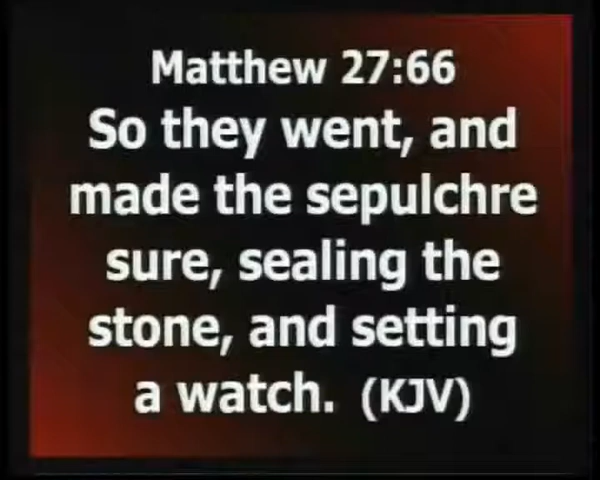 Matthew 27:66
So they went, and
made the sepulchre
sure, sealing the
stone, and setting
a watch. (KJV)